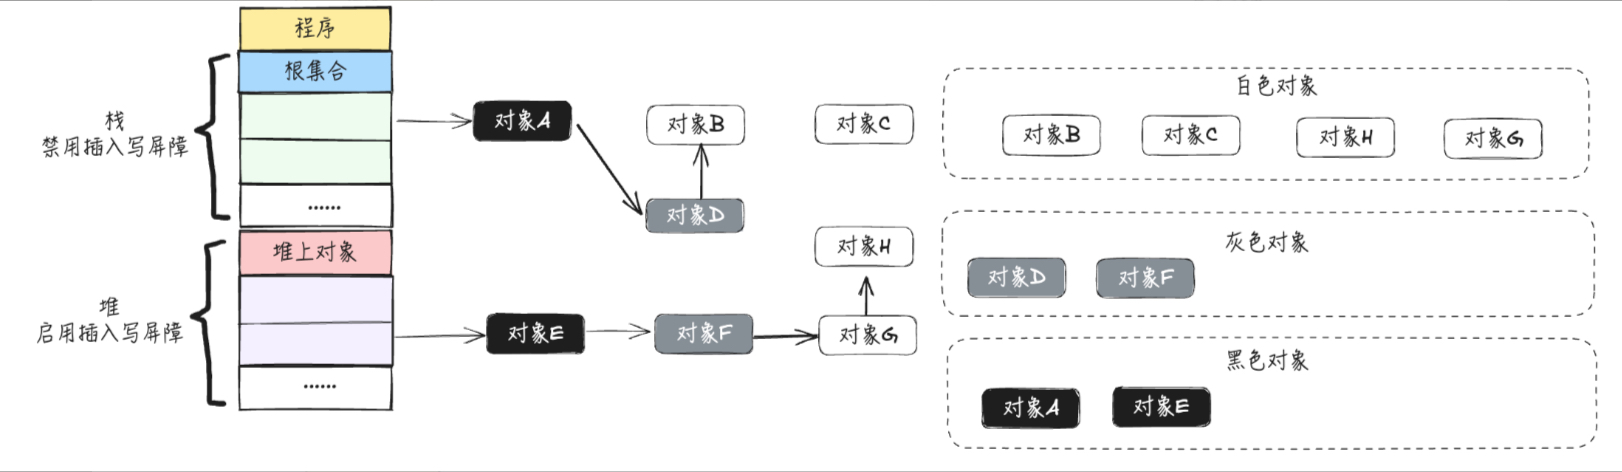 程序
根集合
栈
禁用插入写屏障
......
堆上对象
堆
启用插入写屏障
......
对象A
对象B
对象C
对象D
对象H
对象E
对象F
对象G
白色对象
对象B
对象C
对象H
对象G
灰色对象
对象D
对象F
黑色对象
对象A
对象E